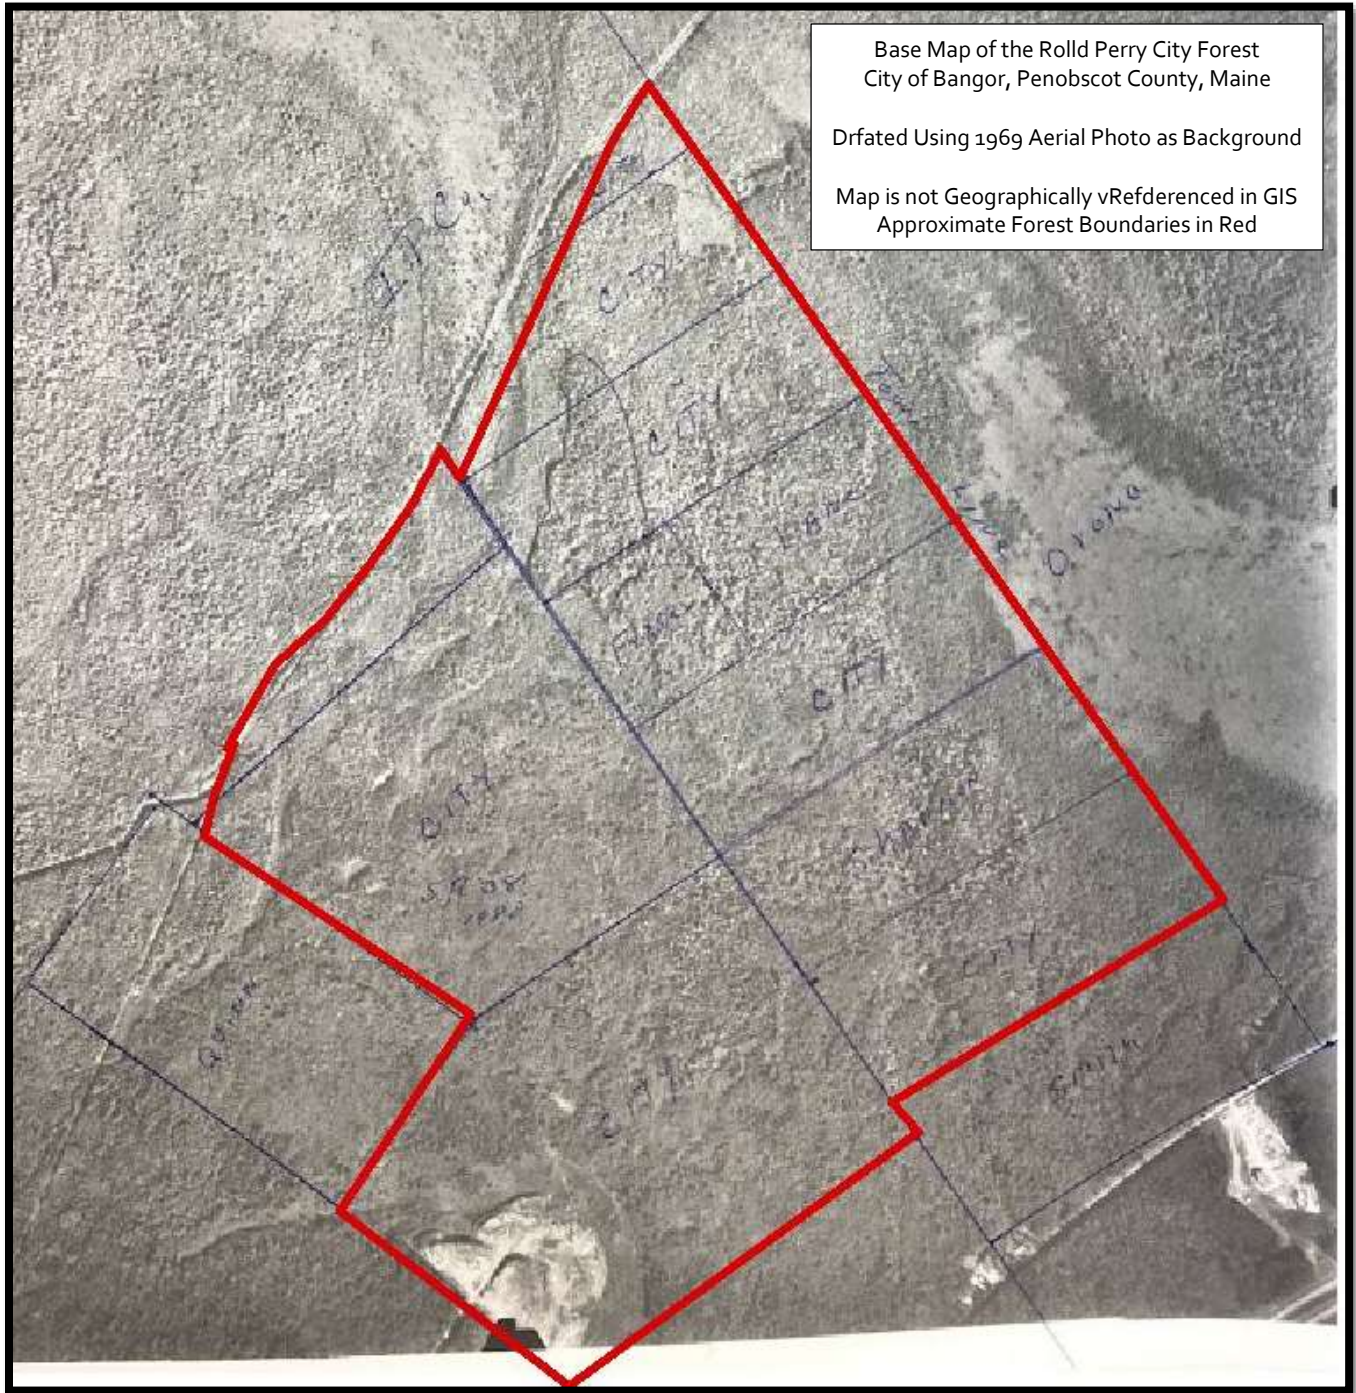 Base Map of the Rolld Perry City Forest
City of Bangor, Penobscot County, Maine
Drfated Using 1969 Aerial Photo as Background
Map is not Geographically vRefderenced in GIS
Approximate Forest Boundaries in Red
CITY
CITY
Town
Line
Orono
CITY
CITY
CITY
Quinn
CITY
Smith